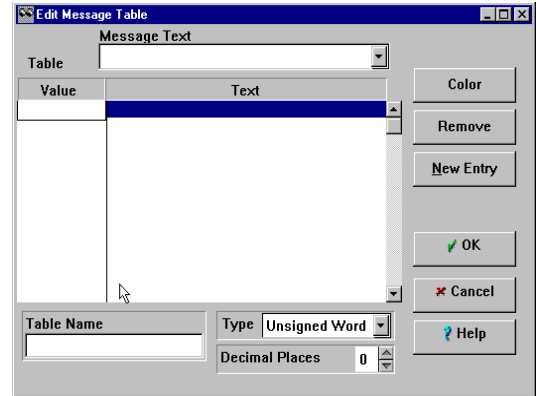 Edit Message Table
Message Text
Table
Value Text
Color
Remove
New Entry
OK
Cancel
Help
Table Name
Type Unsigned Word
Decimal Places 0